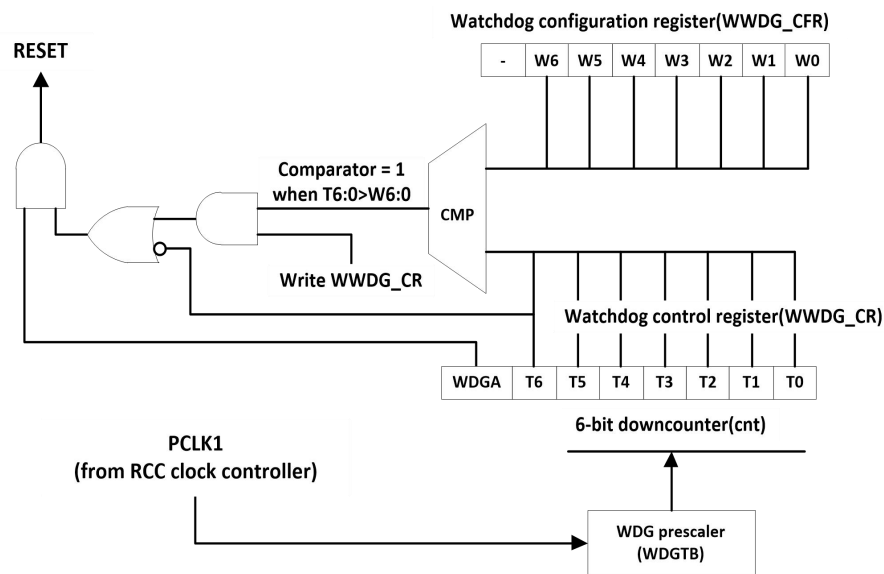 Watchdog configuration register(WWDG_CFR)
RESET
- W6 W5 W4 W3 W2 W1 W0
Comparator = 1
when T6:0>W6:0
CMP
Write WWDG_CR
Watchdog control register(WWDG_CR)
WDGA T6 T5 T4 T3 T2 T1 T0
6-bit downcounter(cnt)
PCLK1
(from RCC clock controller)
WDG prescaler
(WDGTB)